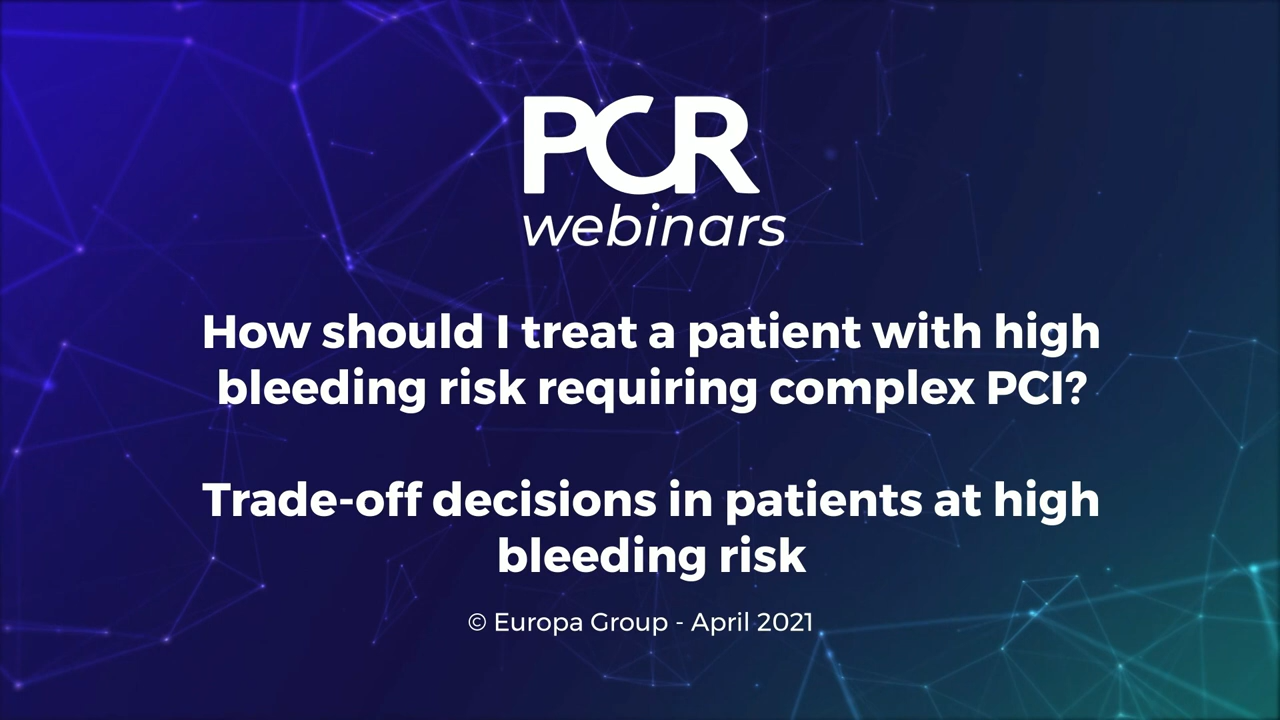 PCR
webinars
How should I treat a patient with high
bleeding risk requiring complex PCI?
Trade-off decisions in patients at high
bleeding risk
© Europa Group - April 2021